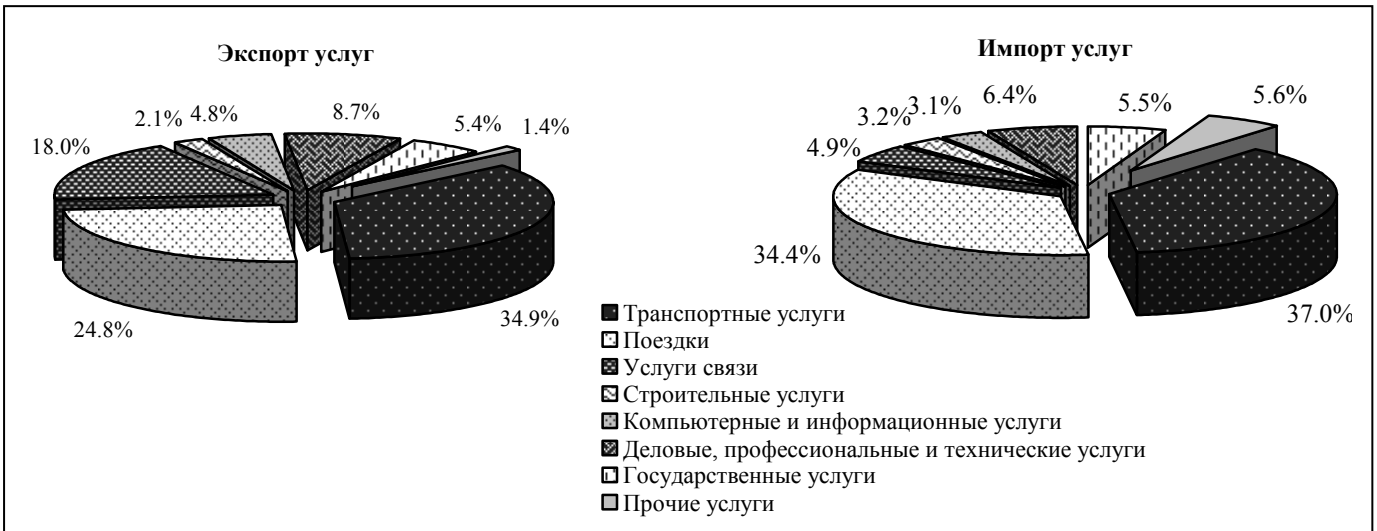 Экспорт услуг
2.1%
4.8%
8.7%
5.4%
1.4%
18.0%
24.8%
34.9%
Импорт услуг
3.2%
3.1%
6.4%
5.5%
5.6%
4.9%
34.4%
37.0%
Транспортные услуги
Поездки
Услуги связи
Строительные услуги
Компьютерные и информационные услуги
Деловые, профессиональные и технические услуги
Государственные услуги
Прочие услуги